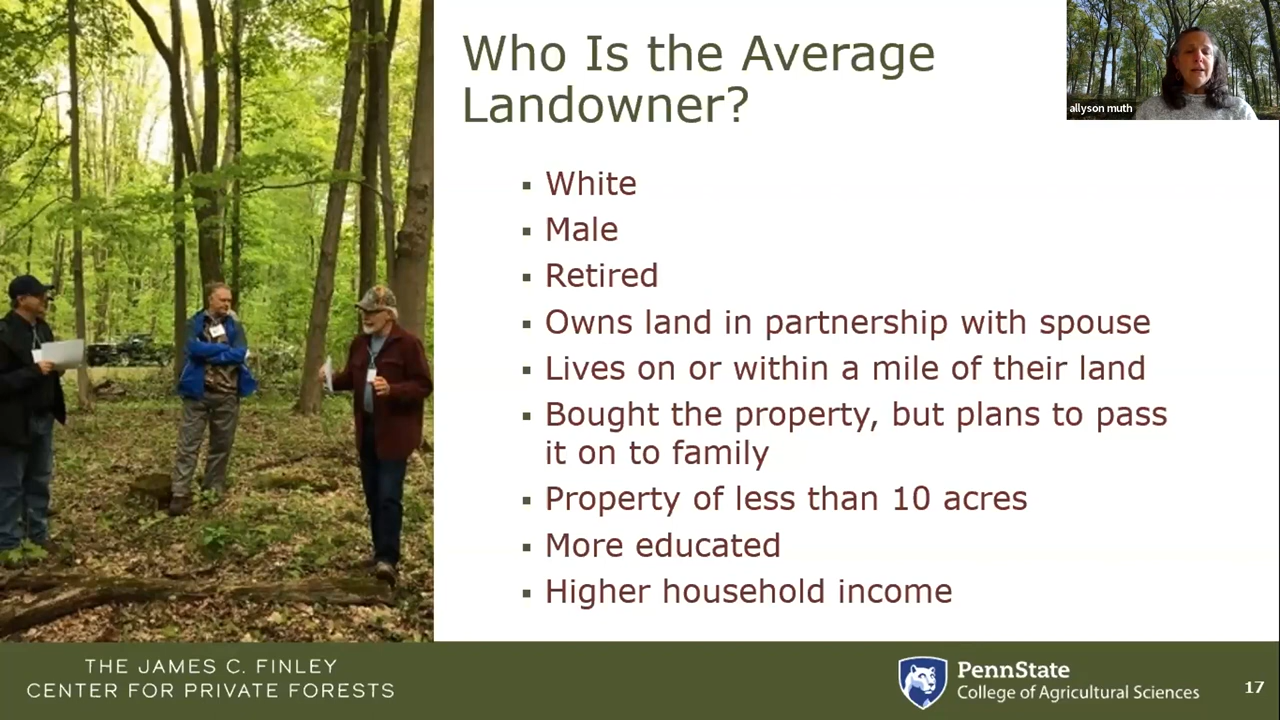 Who Is the Average
Landowner?
allyson muth
▪ White
▪ Male
▪ Retired
▪ Owns land in partnership with spouse
▪ Lives on or within a mile of their land
▪ Bought the property, but plans to pass
it on to family
▪ Property of less than 10 acres
▪ More educated
▪ Higher household income
THE JAMES C. FINLEY
CENTER FOR PRIVATE FORESTS
PennState
College of Agricultural Sciences
17